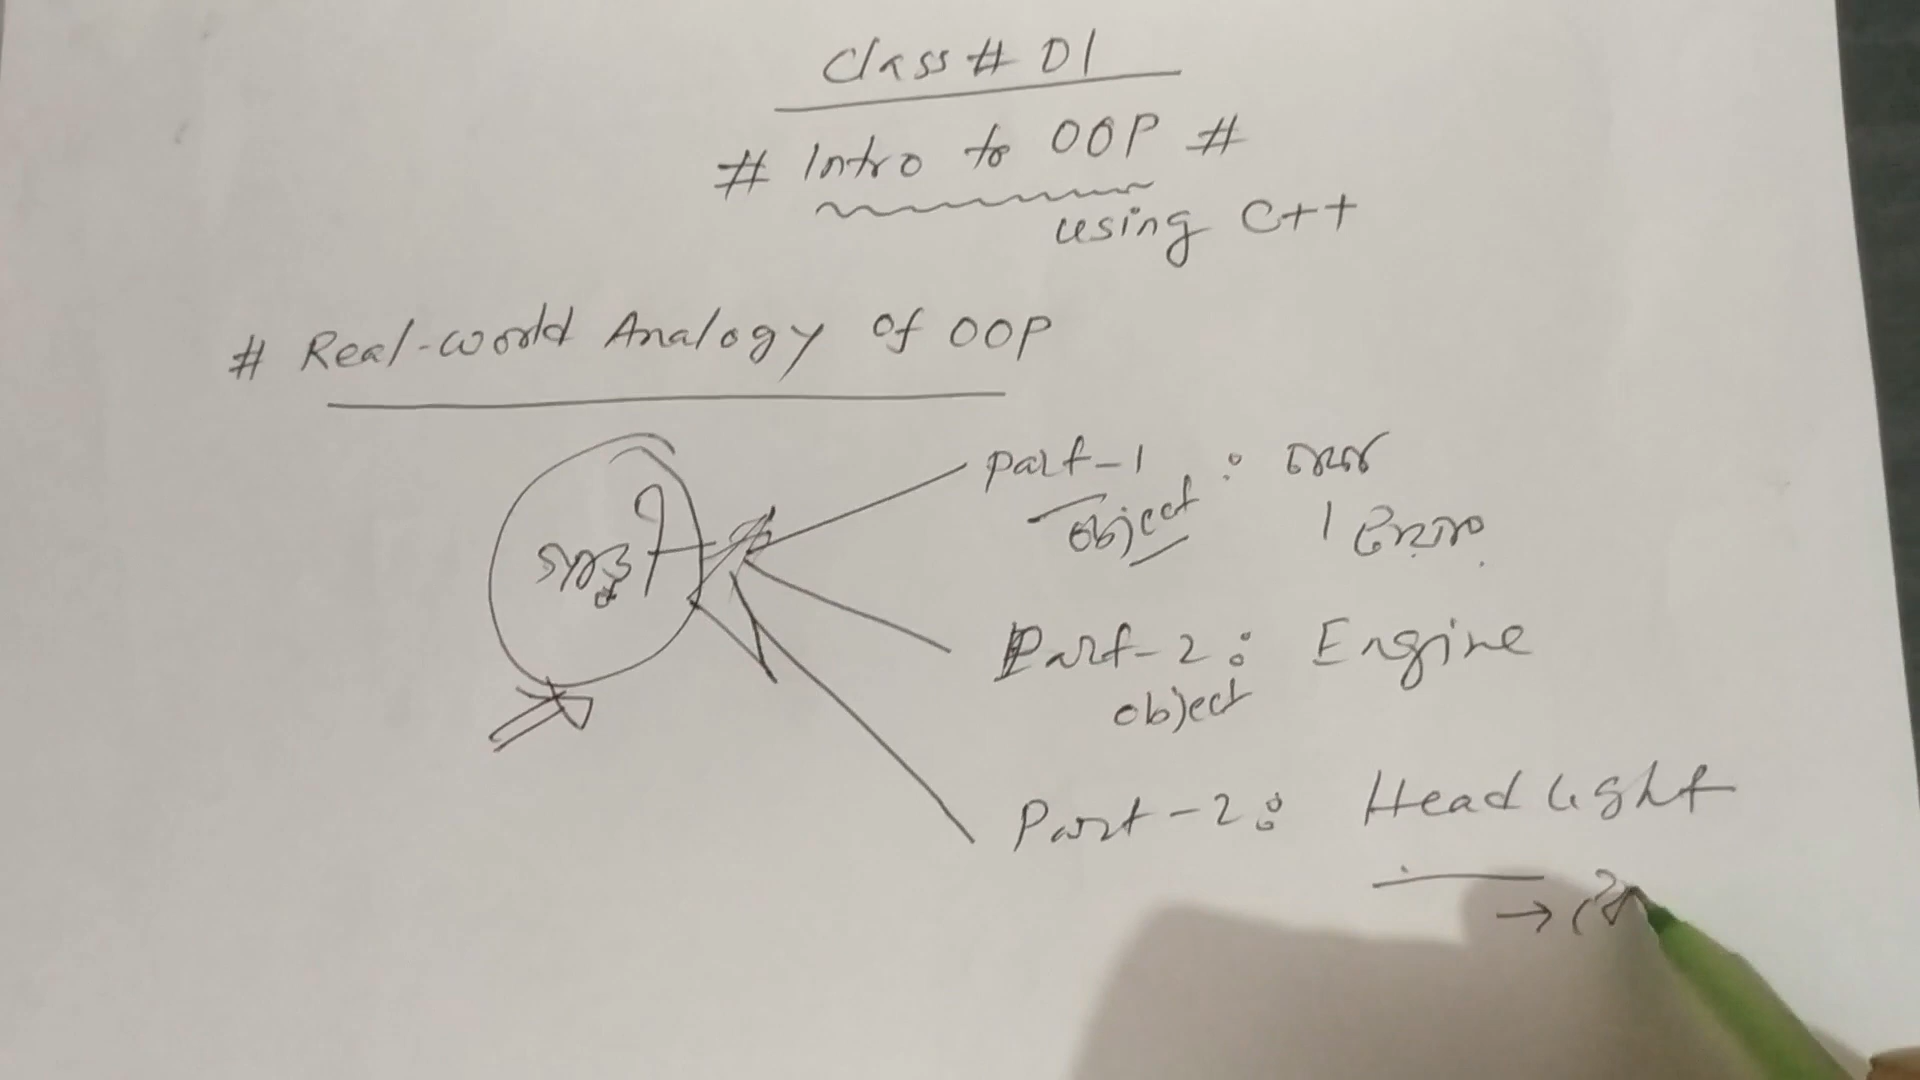 Class # 01
# Intro to OOP #
using C++
# Real-world Analogy Of OOP
গাড়ী
part-1 :
object
Part-2 : Engine
object
Part-2 : Head light